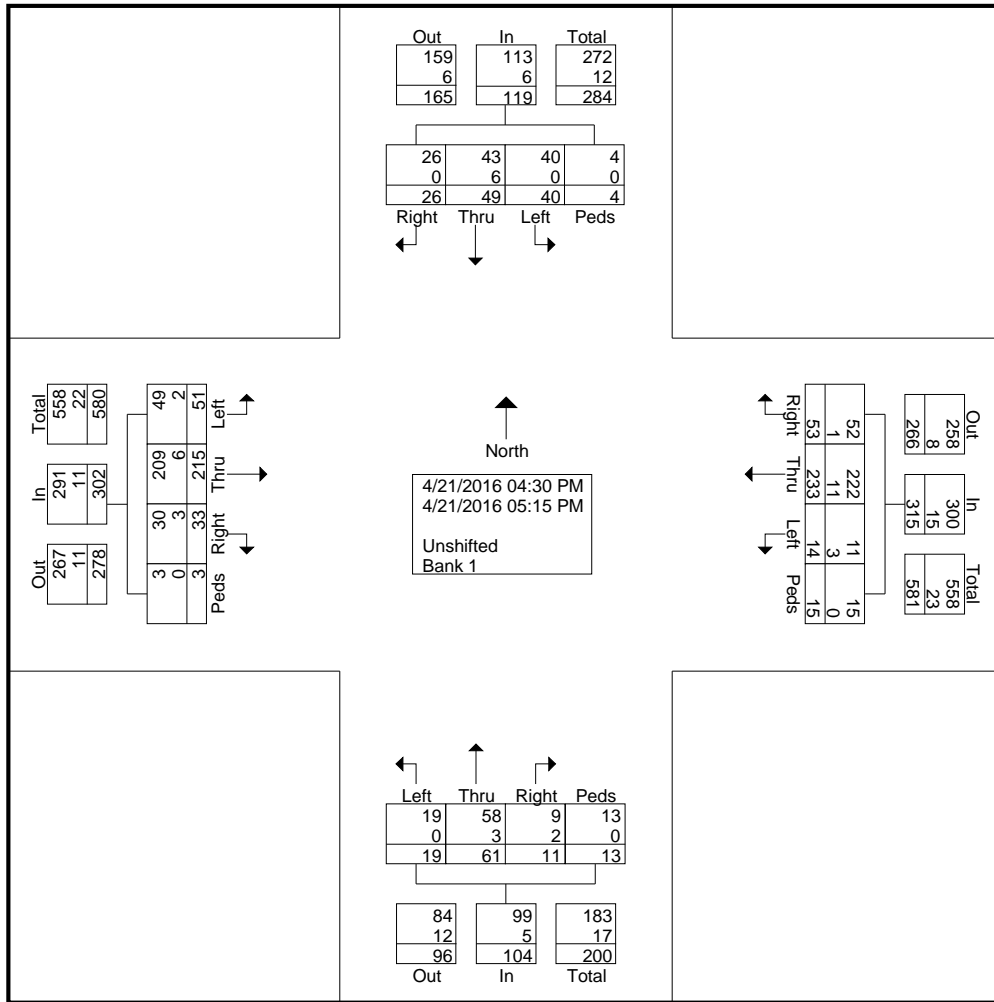 Out In Total
159 113 272
6 6 12
165 119 284
26 43 40 4
0 6 0 0
26 49 40 4
Right Thru Left Peds
Total In Out
558 291 267
22 11 11
580 302 278
49 209 30 3
2 6 3 0
51 215 33 3
Left Thru Right Peds
North
4/21/2016 04:30 PM
4/21/2016 05:15 PM
Unshifted
Bank 1
Right Thru Left Peds
53 233 14 15
1 11 3 0
52 222 11 15
Out In Total
258 300 558
8 15 23
266 315 581
Left Thru Right Peds
19 58 9 13
0 3 2 0
19 61 11 13
84 99 183
12 5 17
96 104 200
Out In Total